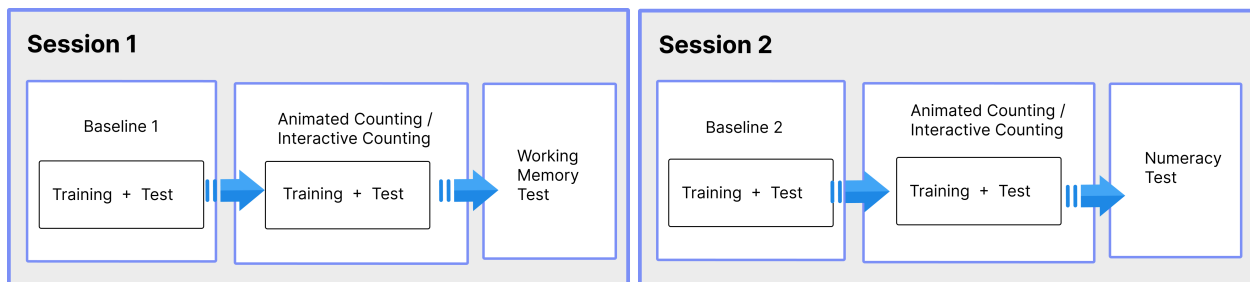 Session 1
Baseline 1
Training + Test
Animated Counting /
Interactive Counting
Training + Test
Working
Memory
Test
Session 2
Baseline 2
Training + Test
Animated Counting /
Interactive Counting
Training + Test
Numeracy
Test